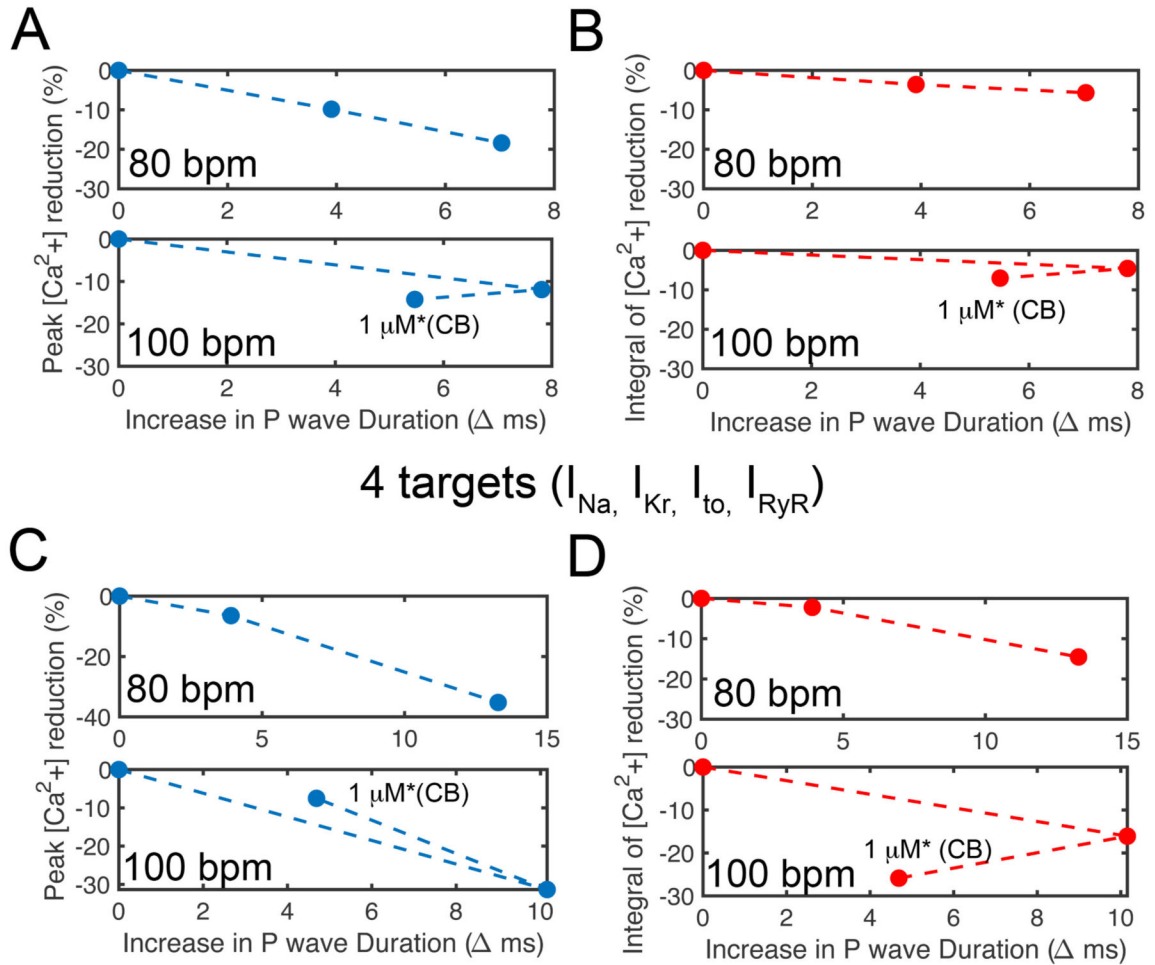 A
B
Peak [Ca2+] reduction (%)
0
-10
-20
-30
80 bpm
0 2 4 6 8
0
-10
-20
-30
1 μM*(CB)
100 bpm
0 2 4 6 8
Increase in P wave Duration (Δ ms)
Integral of [Ca2+] reduction (%)
0
-10
-20
-30
80 bpm
0 2 4 6 8
0
-10
-20
-30
1 μM* (CB)
100 bpm
0 2 4 6 8
Increase in P wave Duration (Δ ms)
4 targets (INa, IKr, Ito, IRyR)
C
D
Peak [Ca2+] reduction (%)
0
-20
-40
80 bpm
0 5 10 15
0
-10
-20
-30
1 μM*(CB)
100 bpm
0 2 4 6 8 10
Increase in P wave Duration (Δ ms)
Integral of [Ca2+] reduction (%)
0
-10
-20
-30
80 bpm
0 5 10 15
0
-10
-20
-30
1 μM* (CB)
100 bpm
0 2 4 6 8 10
Increase in P wave Duration (Δ ms)